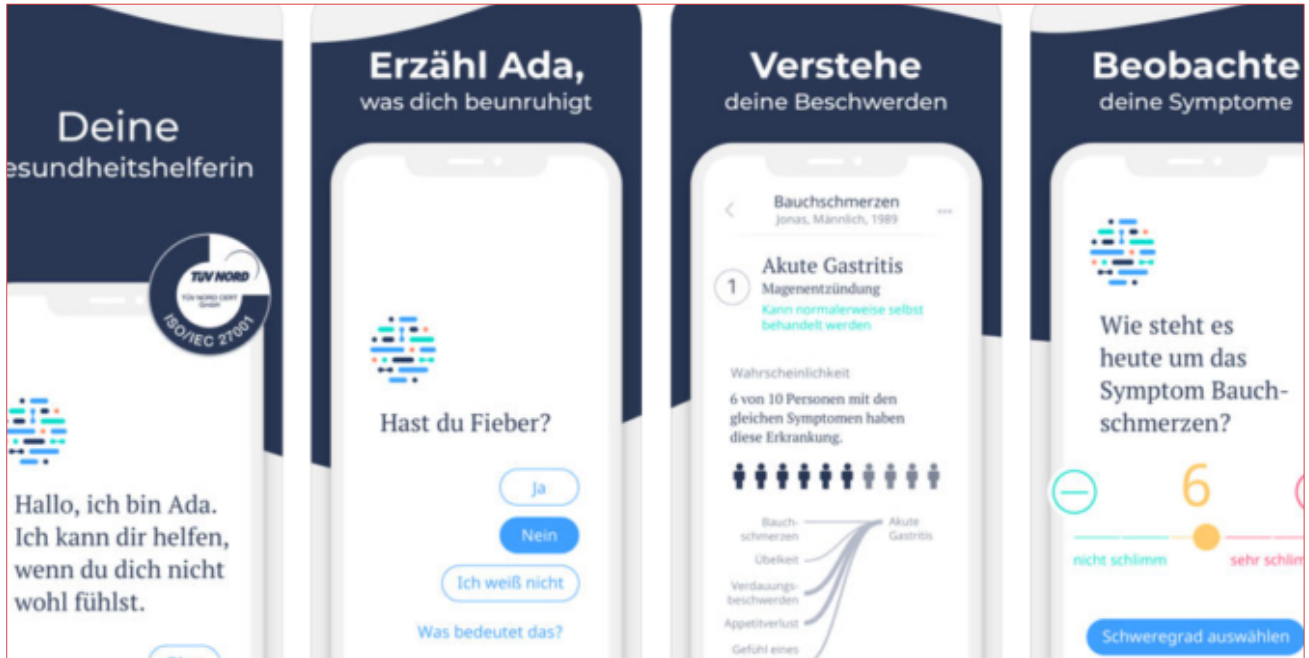 Deine
esundheitshelferin
TÜV NORD
TÜV NORD CERT
GmbH
ISO/IEC 27001
Hallo, ich bin Ada.
Ich kann dir helfen,
wenn du dich nicht
wohl fühlst.
Erzähl Ada,
was dich beunruhigt
Hast du Fieber?
Ja
Nein
Ich weiß nicht
Was bedeutet das?
Verstehe
deine Beschwerden
Bauchschmerzen
Jonas, Männlich, 1989
1
Akute Gastritis
Magenentzündung
Kann normalerweise selbst
behandelt werden
Wahrscheinlichkeit
6 von 10 Personen mit den
gleichen Symptomen haben
diese Erkrankung.
Bauch-
schmerzen
Akute
Gastritis
Übelkeit
Verdauungs-
beschwerden
Appetitverlust
Gefühl eines
Beobachte
deine Symptome
Wie steht es
heute um das
Symptom Bauch-
schmerzen?
6
nicht schlimm
sehr schlim
Schweregrad auswählen